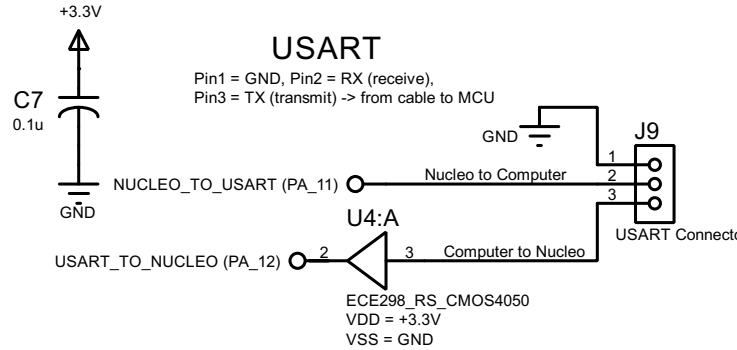 +3.3V
USART
Pin1 = GND, Pin2 = RX (receive),
Pin3 = TX (transmit) -> from cable to MCU
C7
0.1u
GND
GND
J9
1
NUCLEO_TO_USART (PA_11)
Nucleo to Computer
2
3
U4:A
USART Connecto
USART_TO_NUCLEO (PA_12)
2
3
Computer to Nucleo
ECE298_RS_CMOS4050
VDD = +3.3V
VSS = GND